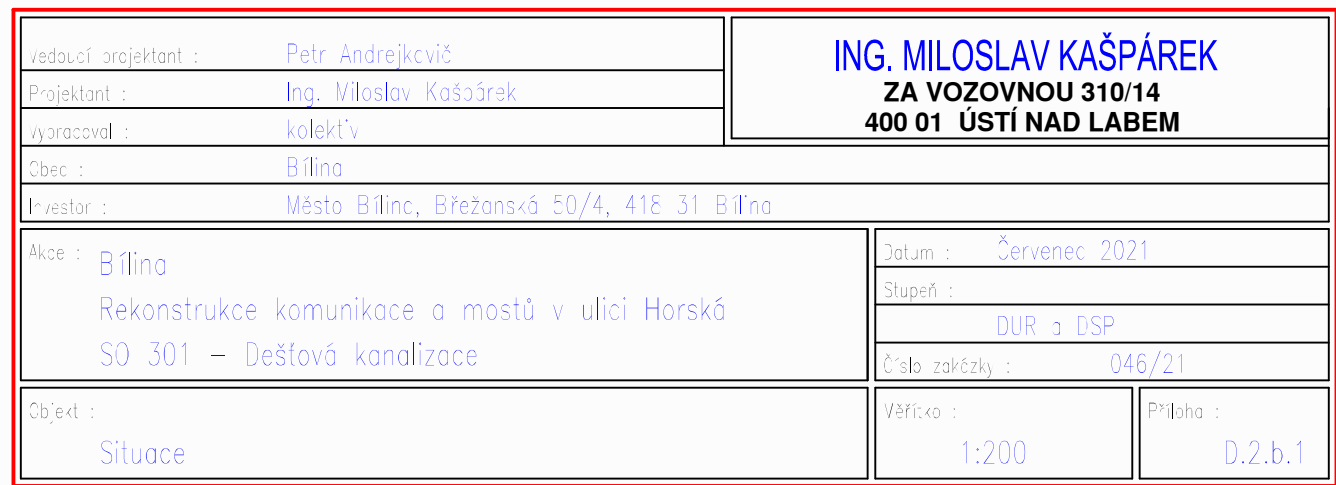 Vedoucí projektant : Petr Andrejkovič
Projektant : Ing. Miloslav Kašpárek
Vypracoval : kolektiv
Obec : Bílina
Investor : Město Bílina, Břežanská 50/4, 418 31 Bílina
ING. MILOSLAV KAŠPÁREK
ZA VOZOVNOU 310/14
400 01 ÚSTÍ NAD LABEM
Akce : Bílina
Rekonstrukce komunikace a mostů v ulici Horská
SO 301 – Dešťová kanalizace
Datum : Červenec 2021
Stupeň :
DUR a DSP
Číslo zakázky : 046/21
Objekt :
Situace
Měřítko :
1:200
Příloha :
D.2.b.1